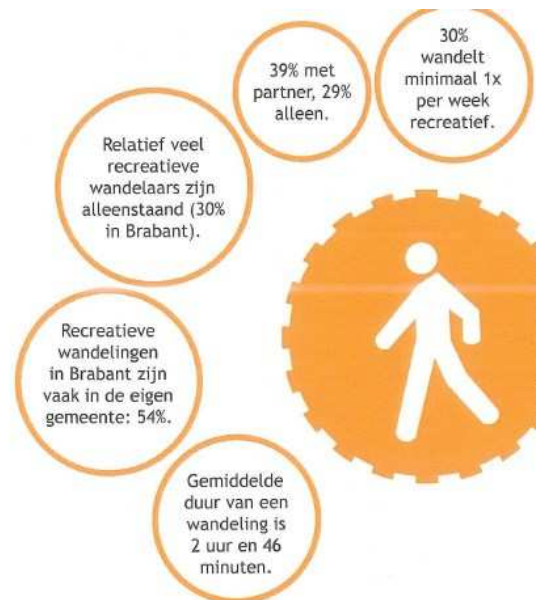 30%
wandelt
minimaal 1x
per week
recreatief.
39% met
partner, 29%
alleen.
Relatief veel
recreatieve
wandelaars zijn
alleenstaand (30%
in Brabant).
Recreatieve
wandelingen
in Brabant zijn
vaak in de eigen
gemeente: 54%.
Gemiddelde
duur van een
wandeling is
2 uur en 46
minuten.